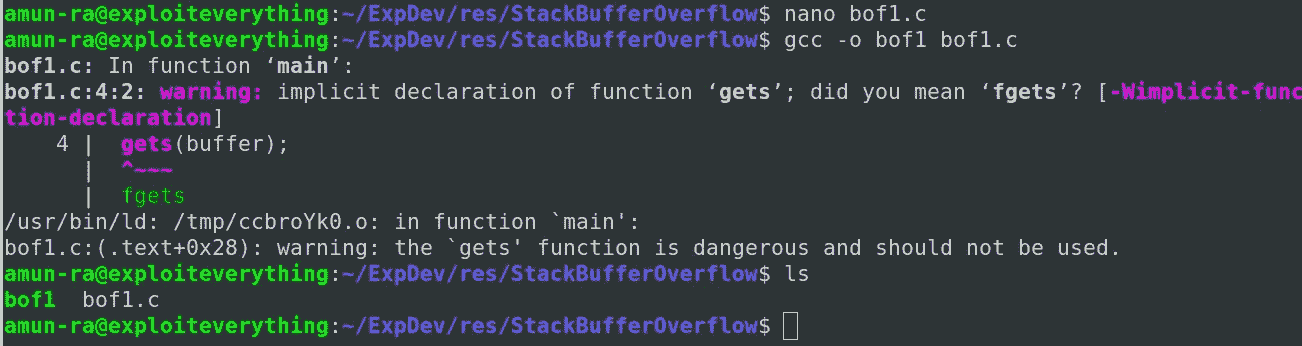 amun-ra@exploiteverything:~/ExpDev/res/StackBufferOverflow$ nano bof1.c
amun-ra@exploiteverything:~/ExpDev/res/StackBufferOverflow$ gcc -o bof1 bof1.c
bof1.c: In function ‘main’:
bof1.c:4:2: warning: implicit declaration of function ‘gets’; did you mean ‘fgets’? [-Wimplicit-func
tion-declaration]
    4 |  gets(buffer);
      |  ^~~~
      |  fgets
/usr/bin/ld: /tmp/ccbroYk0.o: in function `main':
bof1.c:(.text+0x28): warning: the `gets' function is dangerous and should not be used.
amun-ra@exploiteverything:~/ExpDev/res/StackBufferOverflow$ ls
bof1  bof1.c
amun-ra@exploiteverything:~/ExpDev/res/StackBufferOverflow$